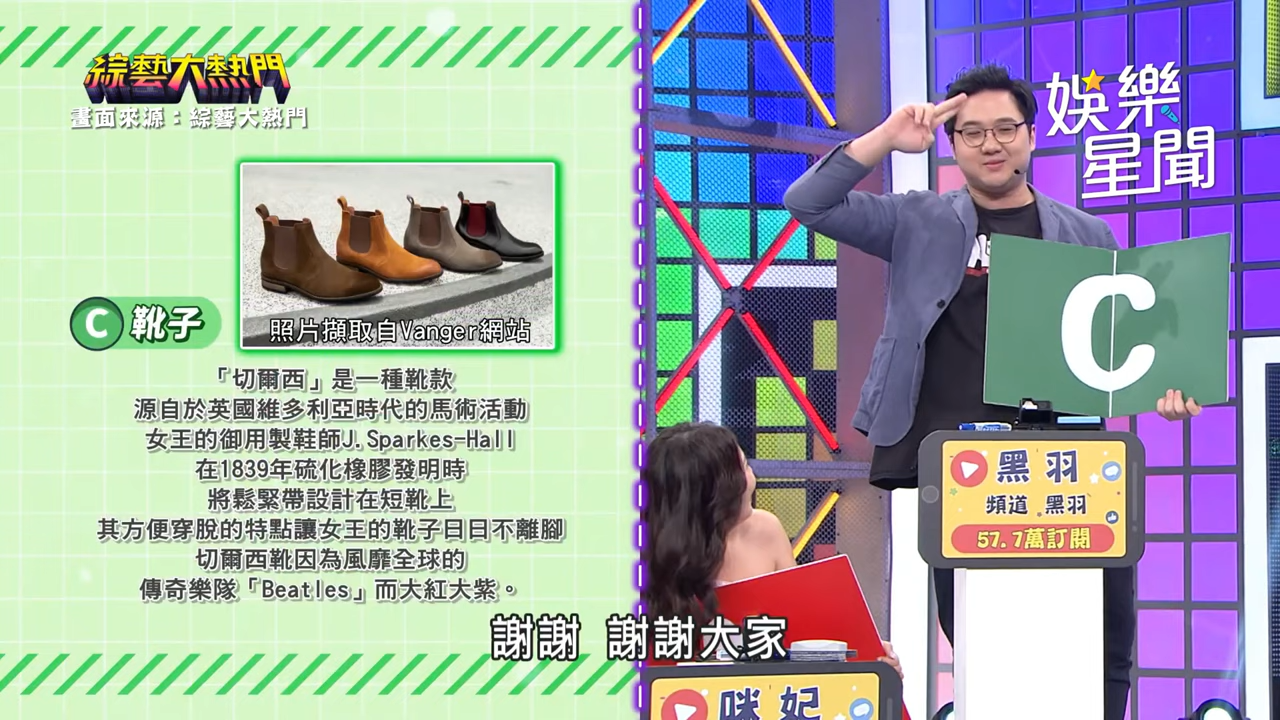 綜藝大熱門
畫面來源：綜藝大熱門
娛樂
星聞
照片擷取自Vanger網站
C 靴子
「切爾西」是一種靴款
源自於英國維多利亞時代的馬術活動
女王的御用製鞋師J.Sparkes-Hall
在1839年硫化橡膠發明時
將鬆緊帶設計在短靴上
其方便穿脫的特點讓女王的靴子日日不離腳
切爾西靴因為風靡全球的
傳奇樂隊「Beatles」而大紅大紫。
C
黑羽
頻道 黑羽
57.7萬訂閱
謝謝 謝謝大家
咪妃